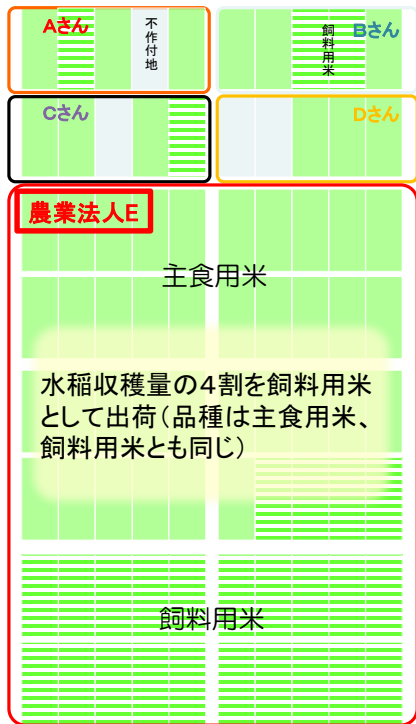 Aさん
不作付地
飼料用米
Bさん
Cさん
Dさん
農業法人E
主食用米
水稲収穫量の4割を飼料用米
として出荷(品種は主食用米、
飼料用米とも同じ)
飼料用米